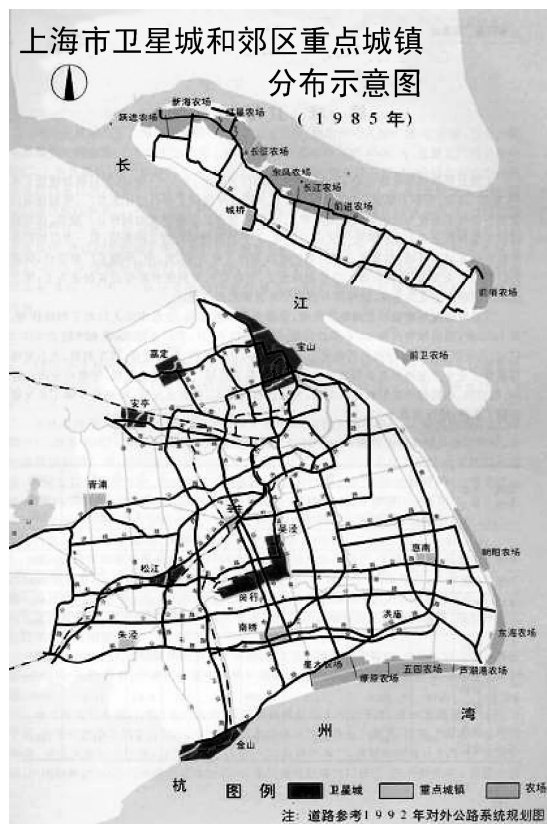 上海市卫星城和郊区重点城镇
分布示意图
(1985年)
新海农场
红星农场
跃进农场
长征农场
长
东风农场
长江农场
前进农场
城桥
前哨农场
江
嘉定
宝山
前卫农场
安亭
青浦
莘庄
吴泾
惠南
朝阳农场
松江
闵行
洪庙
南桥
朱泾
东海农场
星火农场
燎原农场
五四农场
芦潮港农场
金山
州
湾
杭
图例
卫星城
重点城镇
农场
注:道路参考1992年对外公路系统规划图